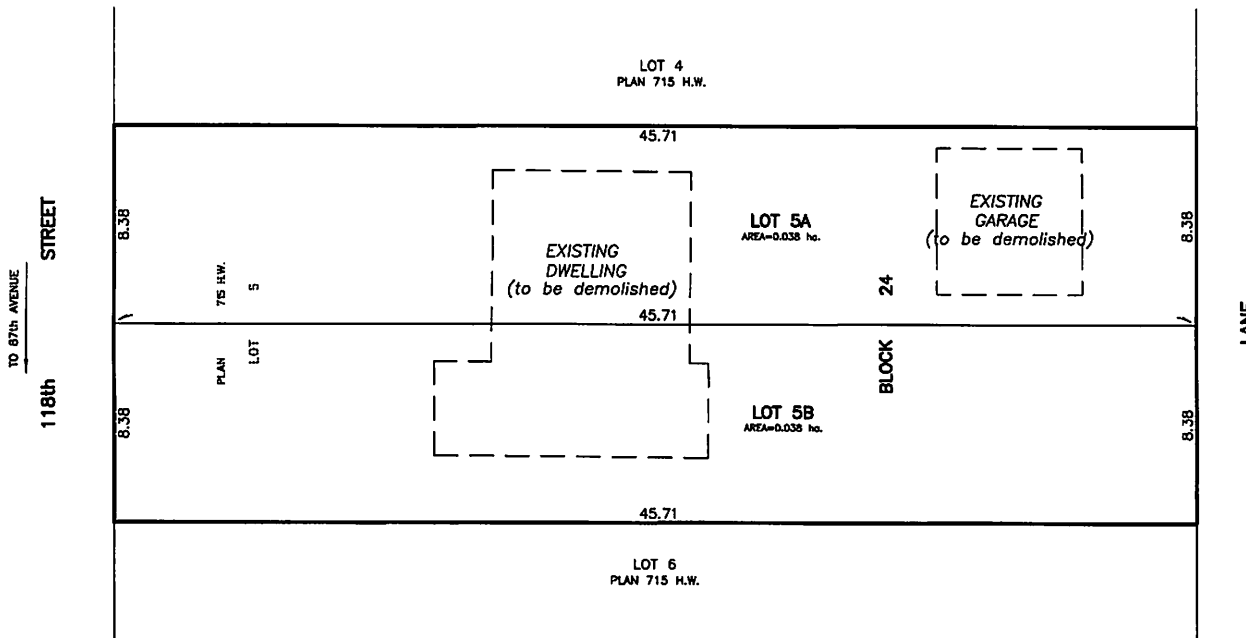 LOT 4
PLAN 715 H.W.
45.71
8.38
8.38
EXISTING
GARAGE
(to be demolished)
LOT 5A
AREA=0.038 ha.
EXISTING
DWELLING
(to be demolished)
118th STREET
TO 87th AVENUE
PLAN 715 H.W.
LOT 5
BLOCK 24
LANE
45.71
8.38
8.38
LOT 5B
AREA=0.038 ha.
45.71
LOT 6
PLAN 715 H.W.